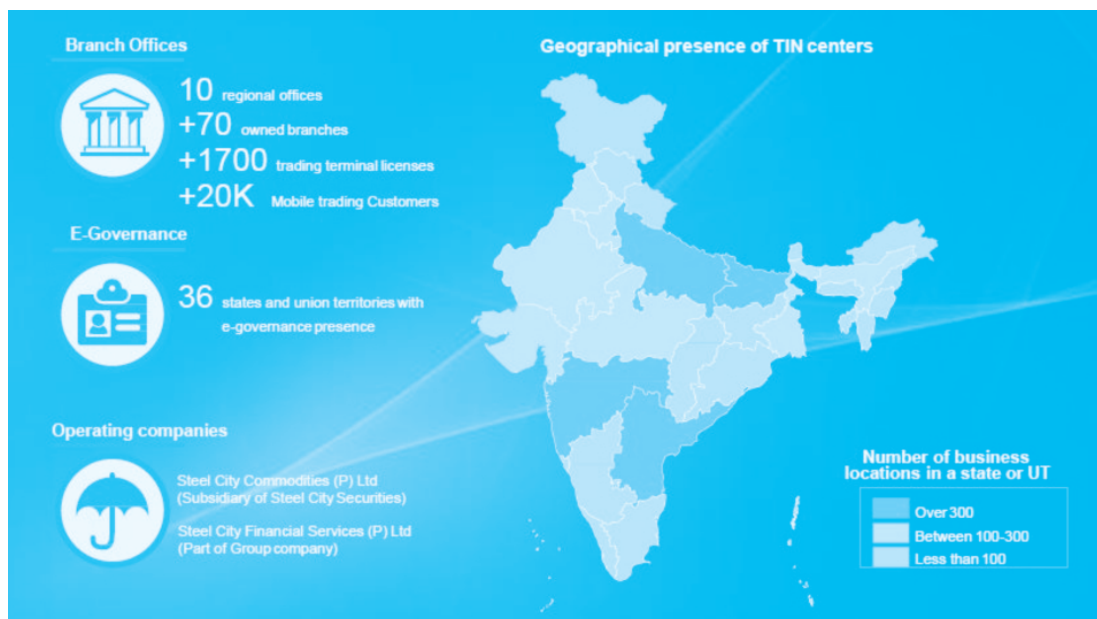 Branch Offices
10 regional offices
+70 owned branches
+1700 trading terminal licenses
+20K Mobile trading Customers
E-Governance
36 states and union territories with
e-governance presence
Operating companies
Steel City Commodities (P) Ltd
(Subsidiary of Steel City Securities)
Steel City Financial Services (P) Ltd
(Part of Group company)
Geographical presence of TIN centers
Number of business
locations in a state or UT
Over 300
Between 100-300
Less than 100